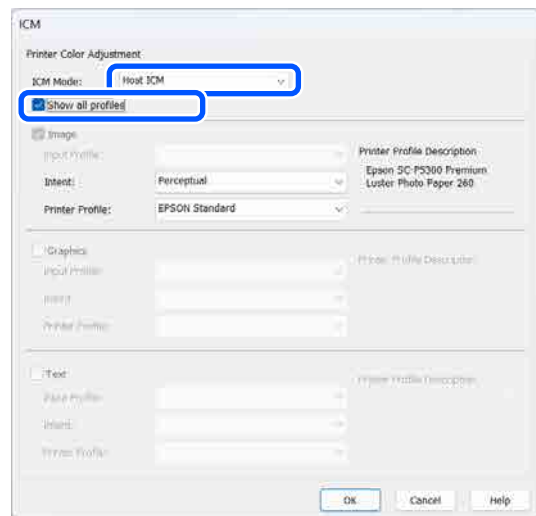 ICM
Printer Color Adjustment
ICM Mode: Host ICM
Show all profiles
Image
Input Profile:
Printer Profile Description
Epson SC-P5300 Premium
Luster Photo Paper 260
Intent: Perceptual
Printer Profile: EPSON Standard
Graphics
Input Profile:
Printer Profile Description
Intent:
Printer Profile:
Text
Input Profile:
Printer Profile Description
Intent:
Printer Profile:
OK Cancel Help